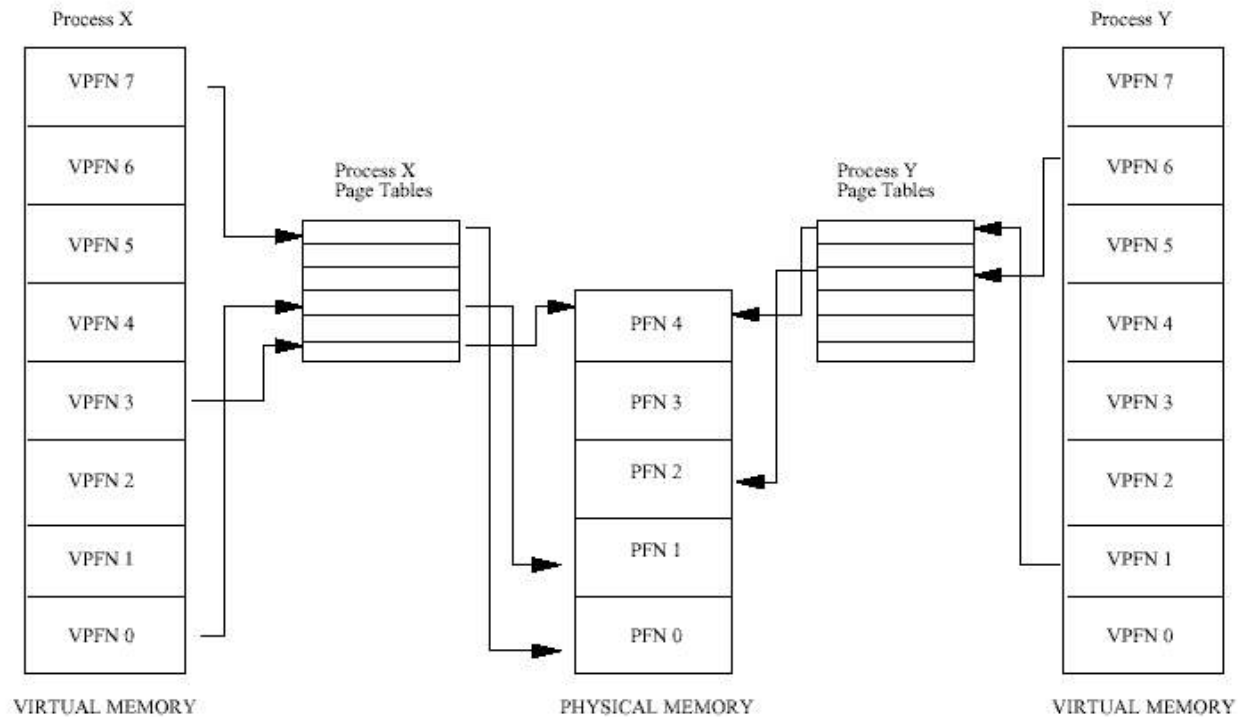 Process X
Process Y
VPFN 7
VPFN 6
VPFN 5
VPFN 4
VPFN 3
VPFN 2
VPFN 1
VPFN 0
VIRTUAL MEMORY
Process X
Page Tables
PFN 4
PFN 3
PFN 2
PFN 1
PFN 0
PHYSICAL MEMORY
Process Y
Page Tables
VPFN 7
VPFN 6
VPFN 5
VPFN 4
VPFN 3
VPFN 2
VPFN 1
VPFN 0
VIRTUAL MEMORY